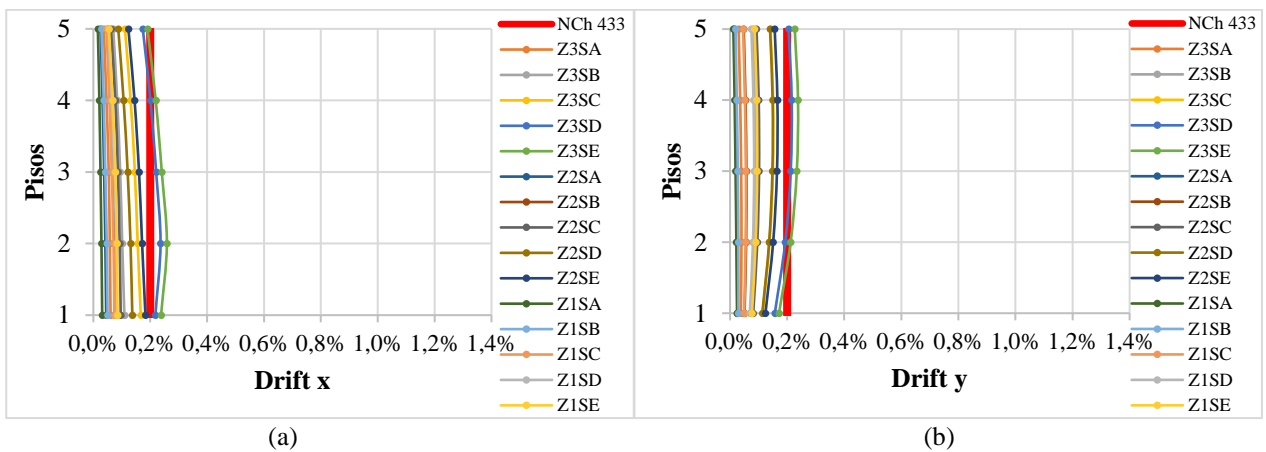 5
4
3
2
1
Pisos
0,0% 0,2% 0,4% 0,6% 0,8% 1,0% 1,2% 1,4%
Drift x
NCh 433
Z3SA
Z3SB
Z3SC
Z3SD
Z3SE
Z2SA
Z2SB
Z2SC
Z2SD
Z2SE
Z1SA
Z1SB
Z1SC
Z1SD
Z1SE
(a)
5
4
3
2
1
Pisos
0,0% 0,2% 0,4% 0,6% 0,8% 1,0% 1,2% 1,4%
Drift y
NCh 433
Z3SA
Z3SB
Z3SC
Z3SD
Z3SE
Z2SA
Z2SB
Z2SC
Z2SD
Z2SE
Z1SA
Z1SB
Z1SC
Z1SD
Z1SE
(b)